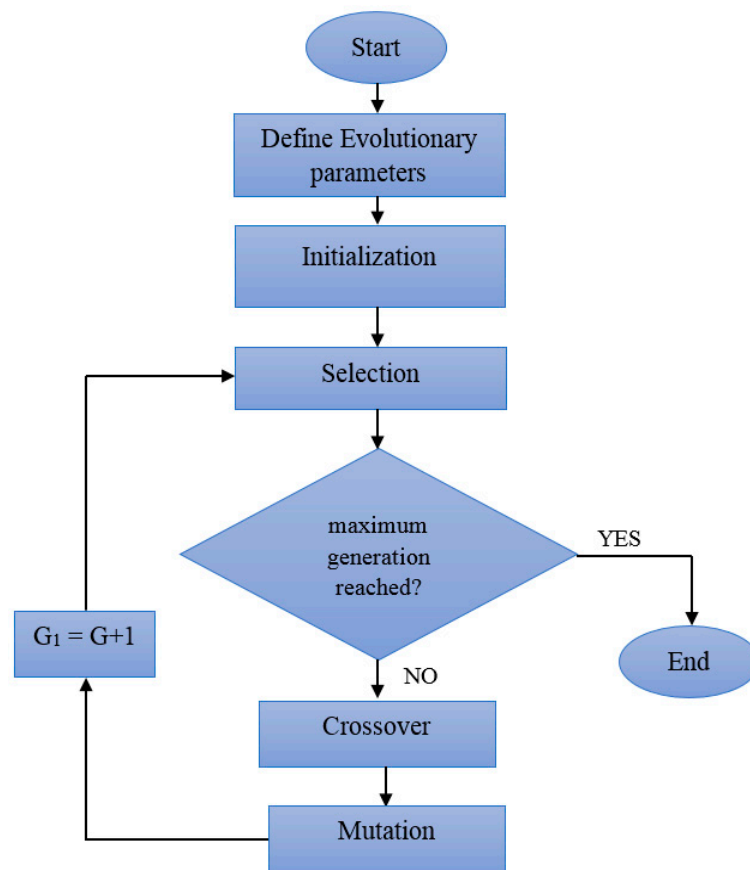 Start
Define Evolutionary
parameters
Initialization
Selection
maximum
generation
reached?
YES
End
NO
Crossover
Mutation
G₁ = G+1